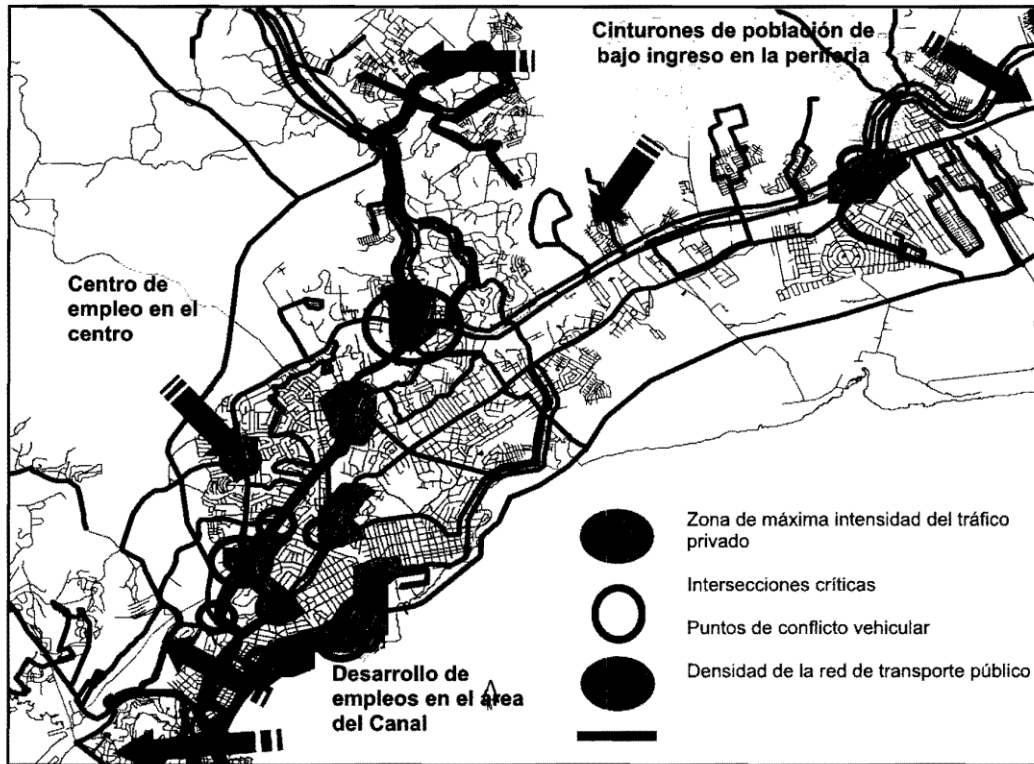 Cinturones de población de
bajo ingreso en la periferia
Centro de
empleo en el
centro
Desarrollo de
empleos en el área
del Canal
Zona de máxima intensidad del tráfico
privado
Intersecciones críticas
Puntos de conflicto vehicular
Densidad de la red de transporte público